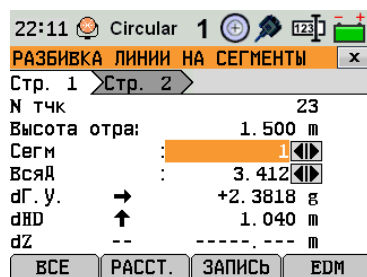 22:11 Circular 1 123
РАЗБИВКА ЛИНИИ НА СЕГМЕНТЫ x
Стр. 1 Стр. 2
N тчк 23
Высота отра: 1.500 m
Сегм : 1
ВсяД : 3.412
dГ.У. → +2.3818 g
dHD ↑ 1.040 m
dZ -- -----.--- m
ВСЕ РАССТ. ЗАПИСЬ EDM